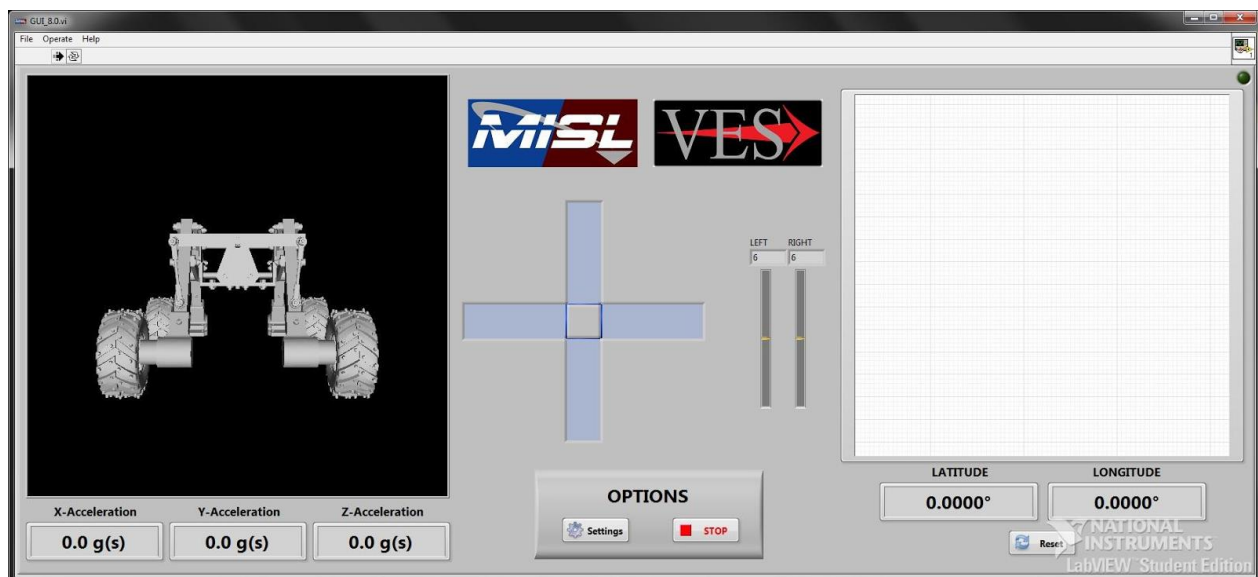 GUI_8.0.vi
File Operate Help
MISL
VES
LEFT RIGHT
6 6
X-Acceleration Y-Acceleration Z-Acceleration
0.0 g(s) 0.0 g(s) 0.0 g(s)
OPTIONS
Settings STOP
LATITUDE LONGITUDE
0.0000° 0.0000°
Reset
NATIONAL
INSTRUMENTS
LabVIEW Student Edition